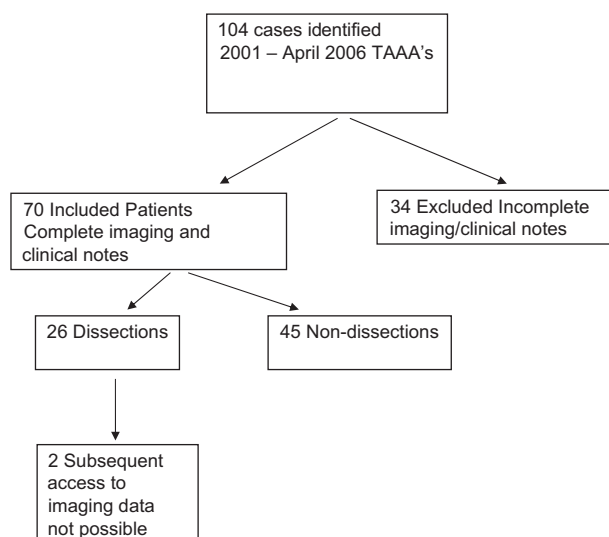 104 cases identified
2001 – April 2006 TAAA's
70 Included Patients
Complete imaging and
clinical notes
34 Excluded Incomplete
imaging/clinical notes
26 Dissections
45 Non-dissections
2 Subsequent
access to
imaging data
not possible